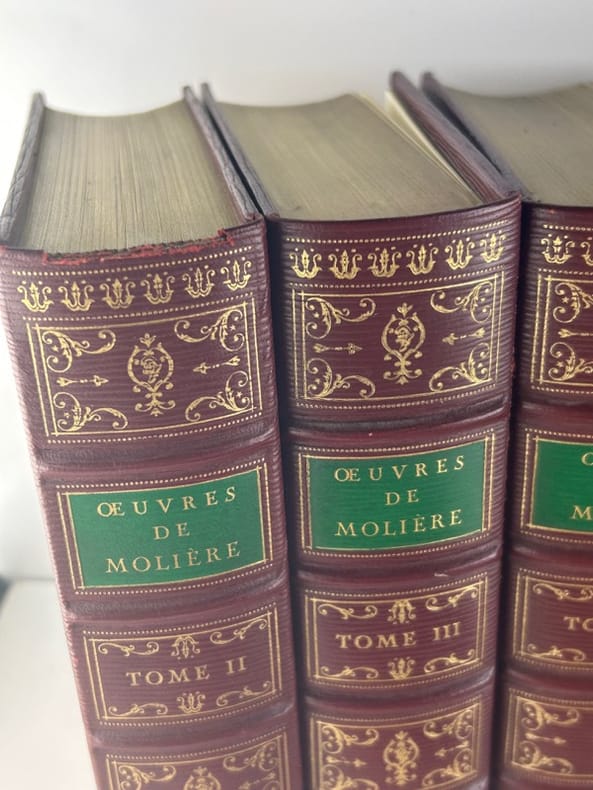 ŒUVRES
DE
MOLIÈRE
TOME II
ŒUVRES
DE
MOLIÈRE
TOME III